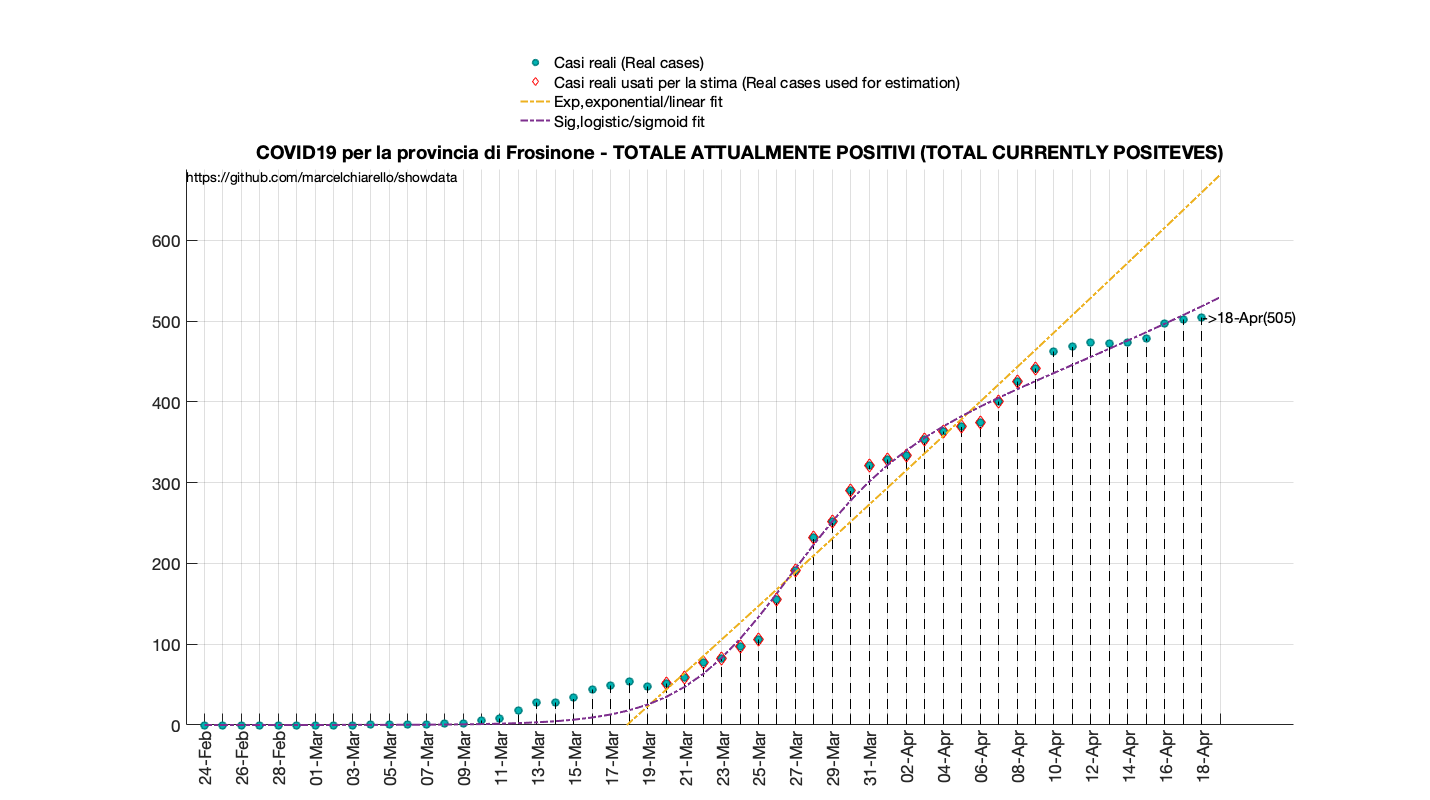 Casi reali (Real cases)
Casi reali usati per la stima (Real cases used for estimation)
Exp,exponential/linear fit
Sig,logistic/sigmoid fit
COVID19 per la provincia di Frosinone - TOTALE ATTUALMENTE POSITIVI (TOTAL CURRENTLY POSITEVES)
https://github.com/marcelchiarello/showdata
600
500
400
300
200
100
0
->18-Apr(505)
24-Feb
26-Feb
28-Feb
01-Mar
03-Mar
05-Mar
07-Mar
09-Mar
11-Mar
13-Mar
15-Mar
17-Mar
19-Mar
21-Mar
23-Mar
25-Mar
27-Mar
29-Mar
31-Mar
02-Apr
04-Apr
06-Apr
08-Apr
10-Apr
12-Apr
14-Apr
16-Apr
18-Apr